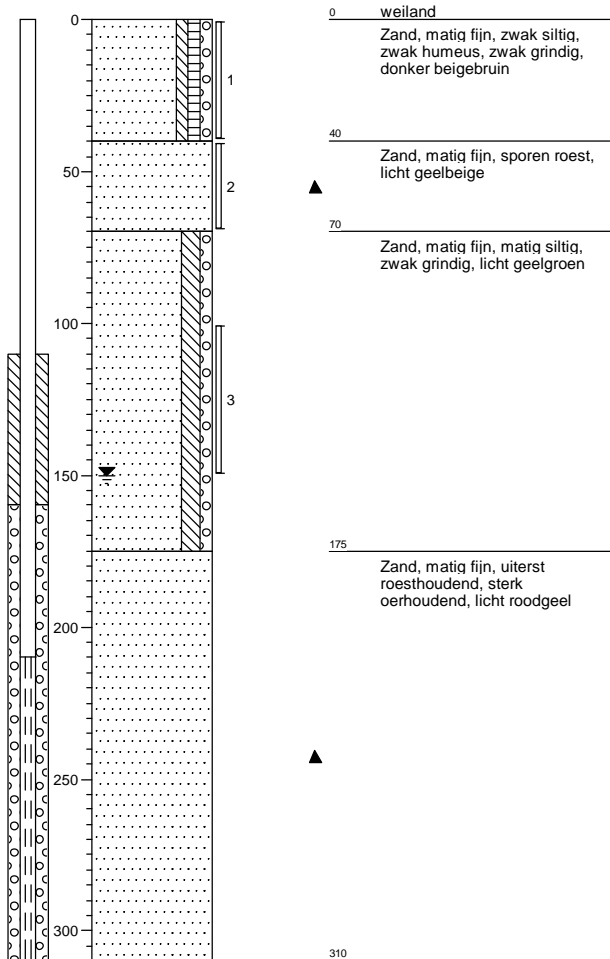 0
50
100
150
200
250
300
1
2
3
0 weiland
Zand, matig fijn, zwak siltig,
zwak humeus, zwak grindig,
donker beigebruin
40
Zand, matig fijn, sporen roest,
licht geelbeige
70
Zand, matig fijn, matig siltig,
zwak grindig, licht geelgroen
175
Zand, matig fijn, uiterst
roesthoudend, sterk
oerhoudend, licht roodgeel
310